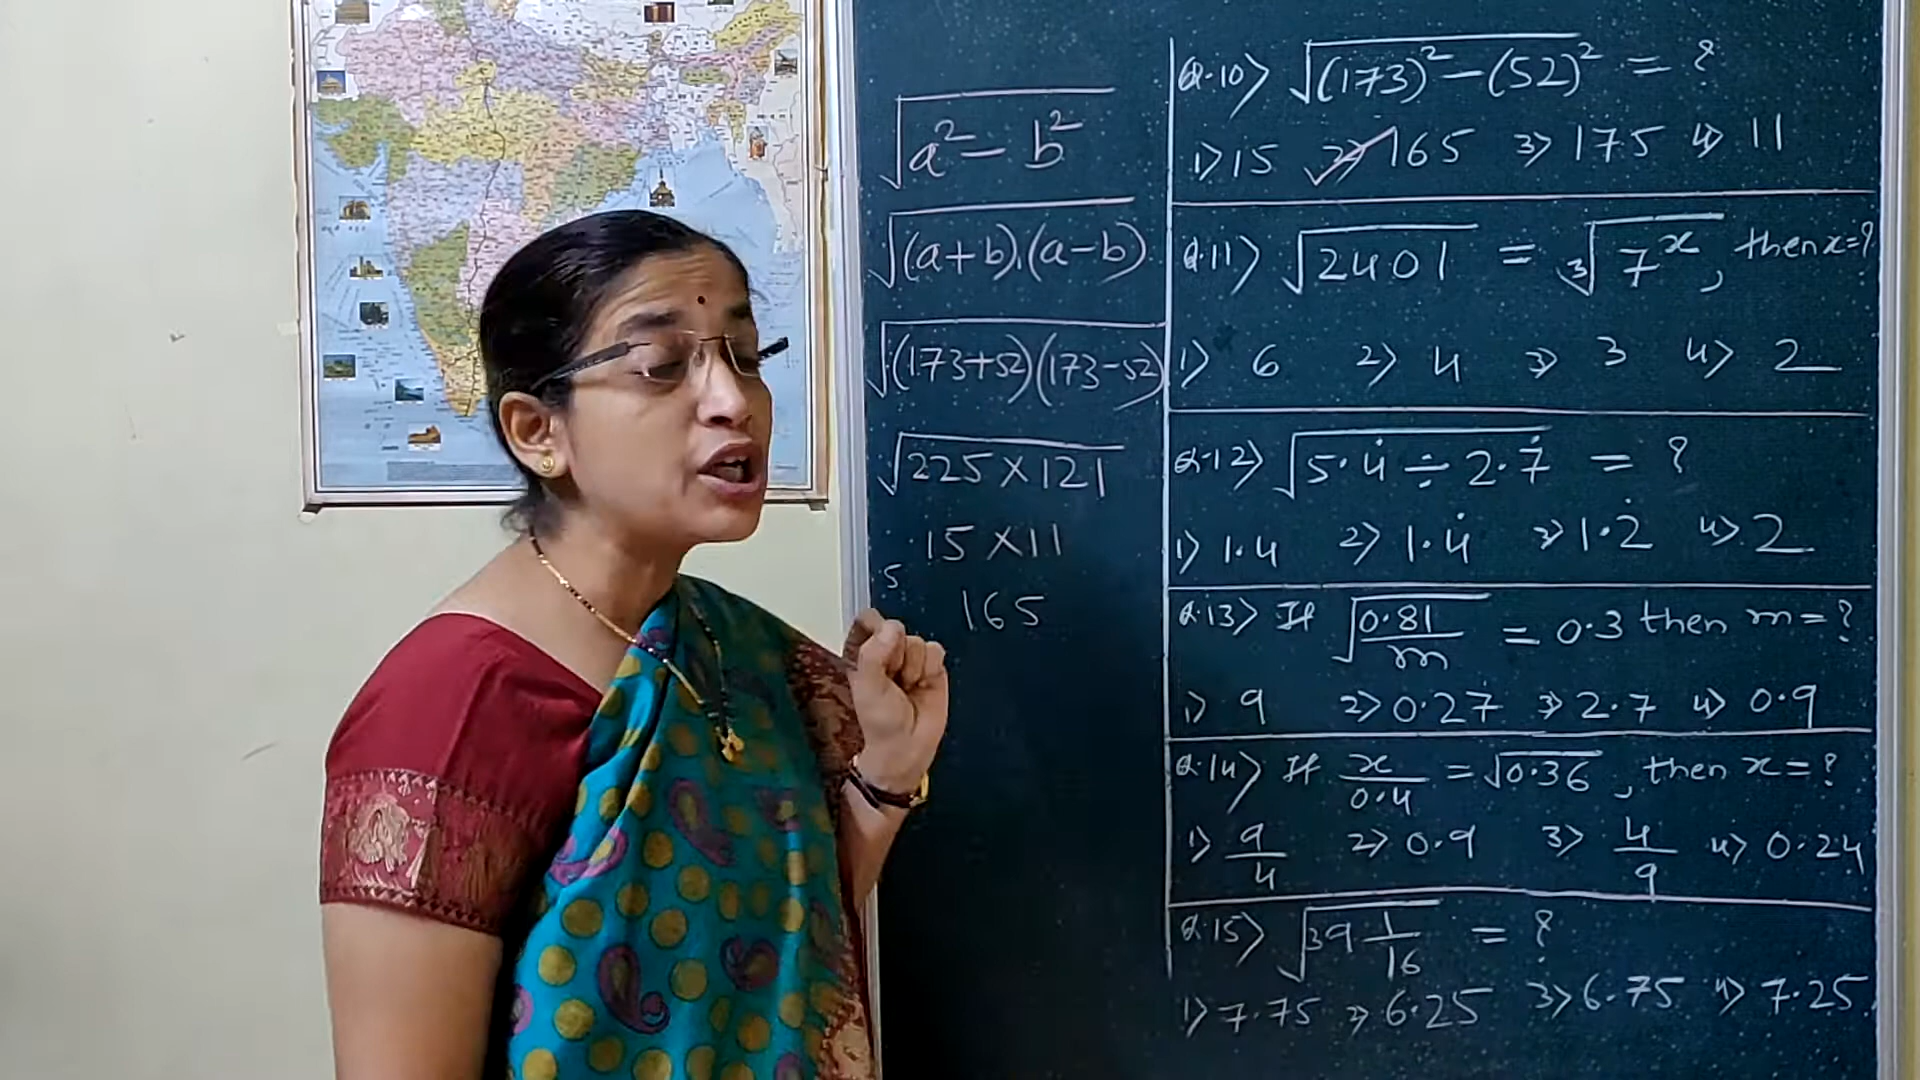 √a² − b²
√(a+b).(a−b)
√(173+52)(173−52)
√225 × 121
15 × 11
5
165
Q.10> √(173)² − (52)² = ?
1> 15 2> 165 3> 175 4> 11
Q.11> √2401 = ∛7ˣ, then x=?
1> 6 2> 4 3> 3 4> 2
Q.12> √5.4̇ ÷ 2.7̇ = ?
1> 1.4 2> 1.4̇ 3> 1.2̇ 4> 2
Q.13> If √0.81/m = 0.3 then m = ?
1> 9 2> 0.27 3> 2.7 4> 0.9
Q.14> If x/0.4 = √0.36, then x = ?
1> 9/4 2> 0.9 3> 4/9 4> 0.24
Q.15> √39 1/16 = ?
1> 7.75 2> 6.25 3> 6.75 4> 7.25